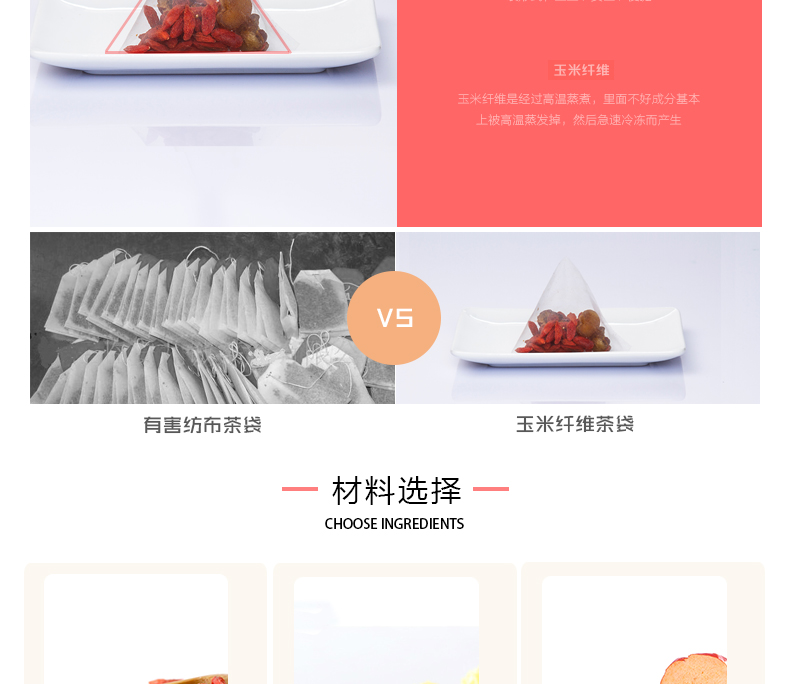 玉米纤维
玉米纤维是经过高温蒸煮，里面不好成分基本
上被高温蒸发掉，然后急速冷冻而产生
VS
有害纺布茶袋
玉米纤维茶袋
材料选择
CHOOSE INGREDIENTS